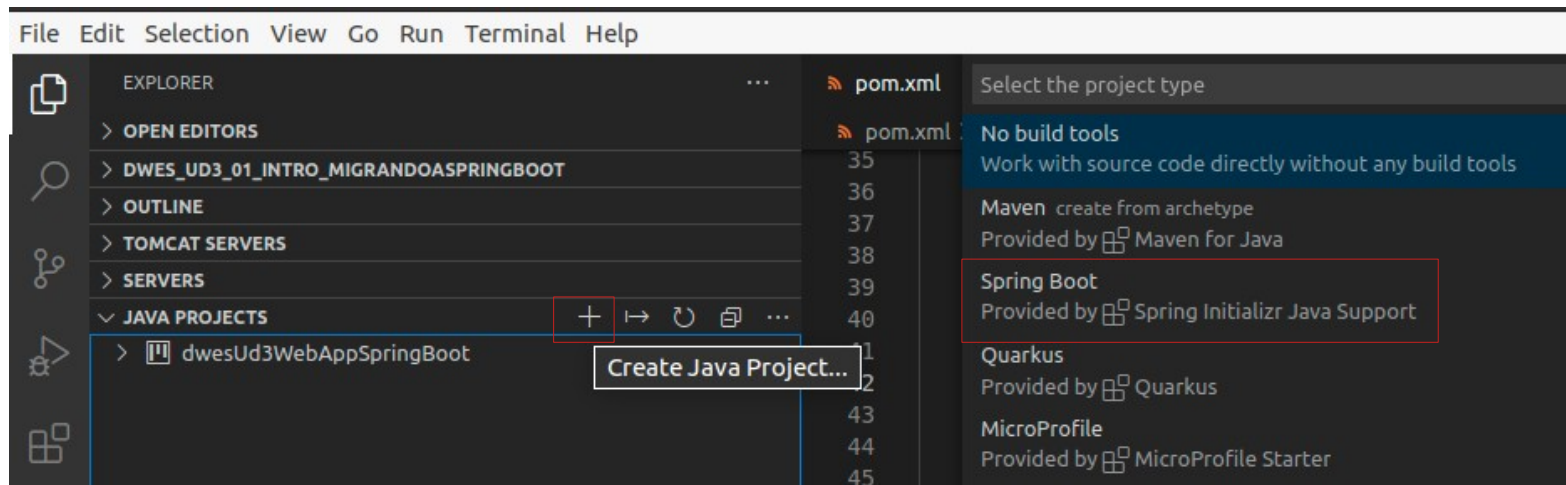 File Edit Selection View Go Run Terminal Help
EXPLORER
OPEN EDITORS
DWES_UD3_01_INTRO_MIGRANDOASPRINGBOOT
OUTLINE
TOMCAT SERVERS
SERVERS
JAVA PROJECTS
dwesUd3WebAppSpringBoot
Create Java Project...
pom.xml
pom.xml
35
36
37
38
39
40
41
42
43
44
45
Select the project type
No build tools
Work with source code directly without any build tools
Maven create from archetype
Provided by Maven for Java
Spring Boot
Provided by Spring Initializr Java Support
Quarkus
Provided by Quarkus
MicroProfile
Provided by MicroProfile Starter